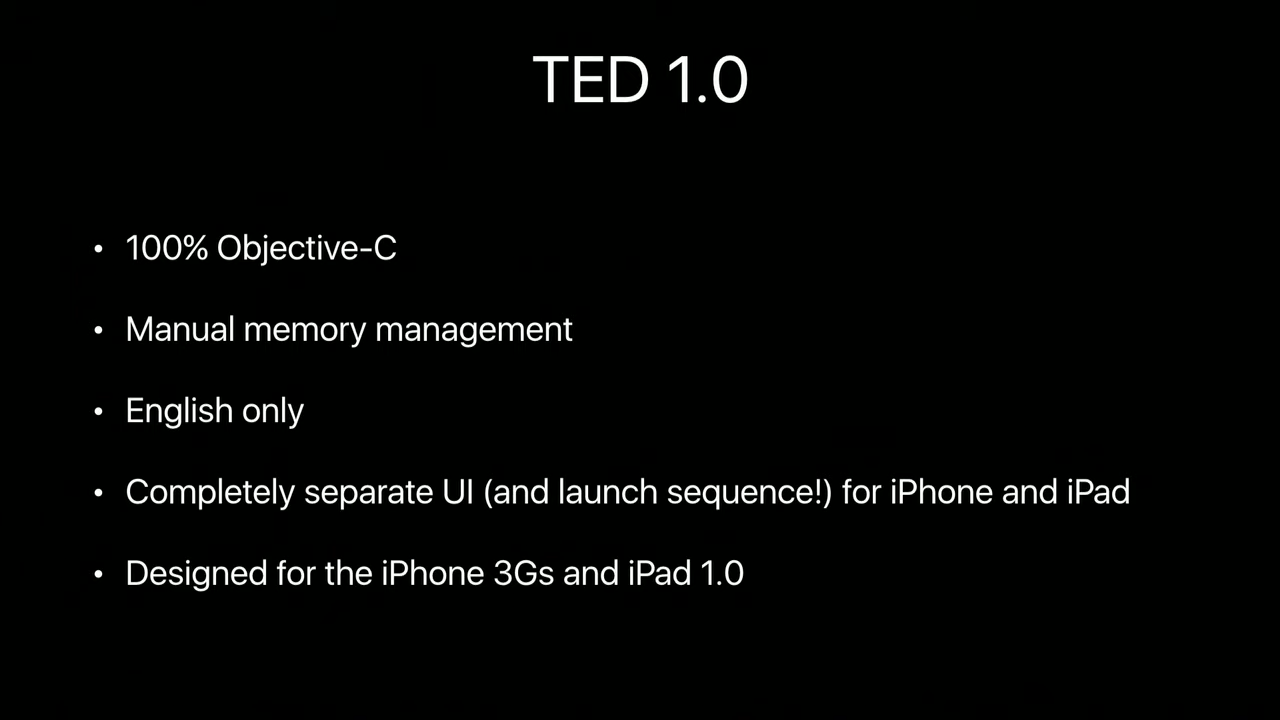 TED 1.0
• 100% Objective-C
• Manual memory management
• English only
• Completely separate UI (and launch sequence!) for iPhone and iPad
• Designed for the iPhone 3Gs and iPad 1.0